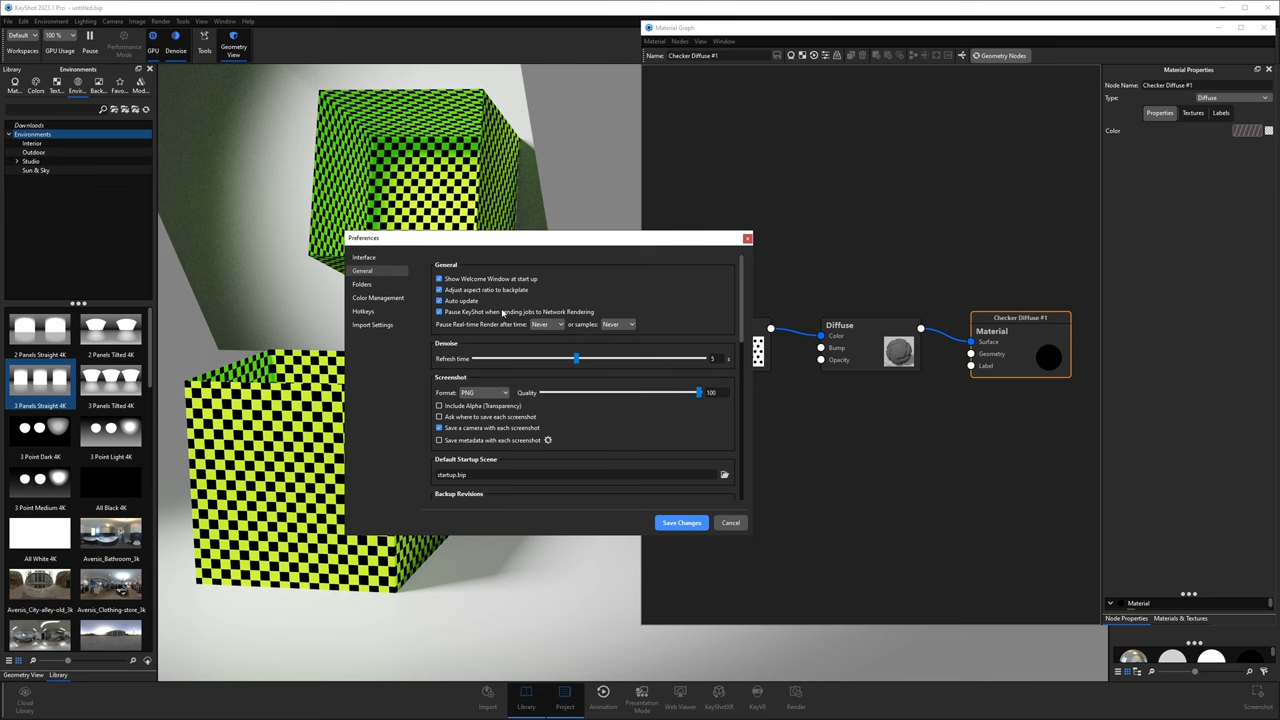 KeyShot 2023.1 Pro - untitled.bip
File Edit Environment Lighting Camera Image Render Tools View Window Help
Default 100 %
Workspaces GPU Usage Pause Performance Mode GPU Denoise Tools Geometry View
Library Environments
Mat... Colors Text... Envi... Back... Favo... Mod...
Downloads
Environments
Interior
Outdoor
Studio
Sun & Sky
2 Panels Straight 4K 2 Panels Tilted 4K
3 Panels Straight 4K 3 Panels Tilted 4K
3 Point Dark 4K 3 Point Light 4K
3 Point Medium 4K All Black 4K
All White 4K Aversis_Bathroom_3k
Aversis_City-alley-old_3k Aversis_Clothing-store_3k
Geometry View Library
Preferences
Interface
General
Folders
Color Management
Hotkeys
Import Settings
General
Show Welcome Window at start up
Adjust aspect ratio to backplate
Auto update
Pause KeyShot when sending jobs to Network Rendering
Pause Real-time Render after time: Never or samples: Never
Denoise
Refresh time 5 s
Screenshot
Format: PNG Quality 100
Include Alpha (Transparency)
Ask where to save each screenshot
Save a camera with each screenshot
Save metadata with each screenshot
Default Startup Scene
startup.bip
Backup Revisions
Save Changes Cancel
Material Graph
Material Nodes View Window
Name: Checker Diffuse #1 Geometry Nodes
Diffuse
Color
Bump
Opacity
Checker Diffuse #1
Material
Surface
Geometry
Label
Material Properties
Node Name: Checker Diffuse #1
Type: Diffuse
Properties Textures Labels
Color
Material
Node Properties Materials & Textures
Cloud Library Import Library Project Animation Presentation Mode Web Viewer KeyShotXR KeyVR Render Screenshot